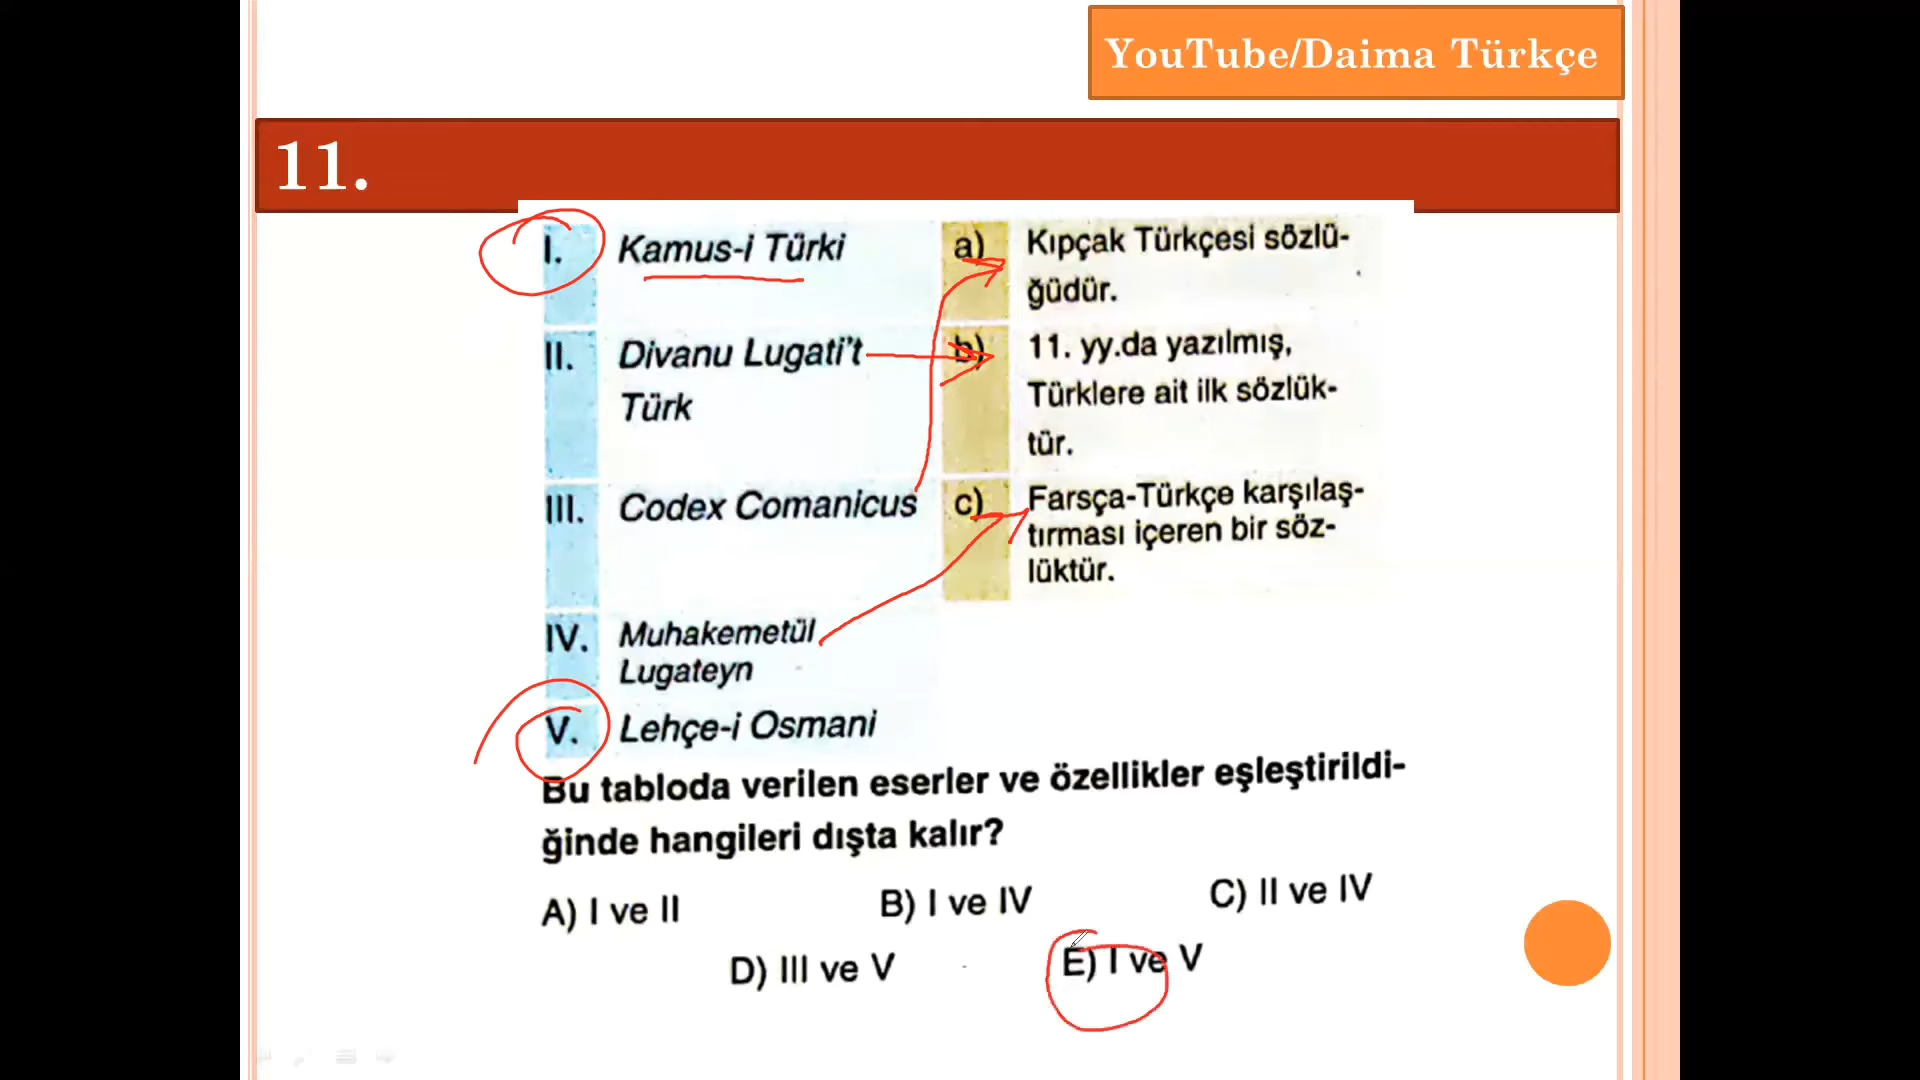 YouTube/Daima Türkçe
11.
I. Kamus-i Türki
a) Kıpçak Türkçesi sözlü-
ğüdür.
II. Divanu Lugati't
Türk
b) 11. yy.da yazılmış,
Türklere ait ilk sözlük-
tür.
III. Codex Comanicus
c) Farsça-Türkçe karşılaş-
tırması içeren bir söz-
lüktür.
IV. Muhakemetül
Lugateyn
V. Lehçe-i Osmani
Bu tabloda verilen eserler ve özellikler eşleştirildi-
ğinde hangileri dışta kalır?
A) I ve II B) I ve IV C) II ve IV
D) III ve V E) I ve V